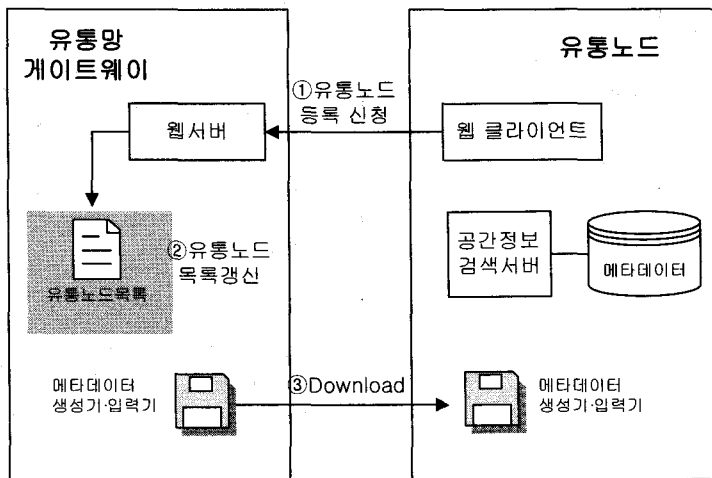 유통망
게이트웨이
유통노드
①유통노드
등록 신청
웹서버
웹 클라이언트
②유통노드
목록갱신
유통노드목록
공간정보
검색서버
메타데이터
메타데이터
생성기·입력기
③Download
메타데이터
생성기·입력기